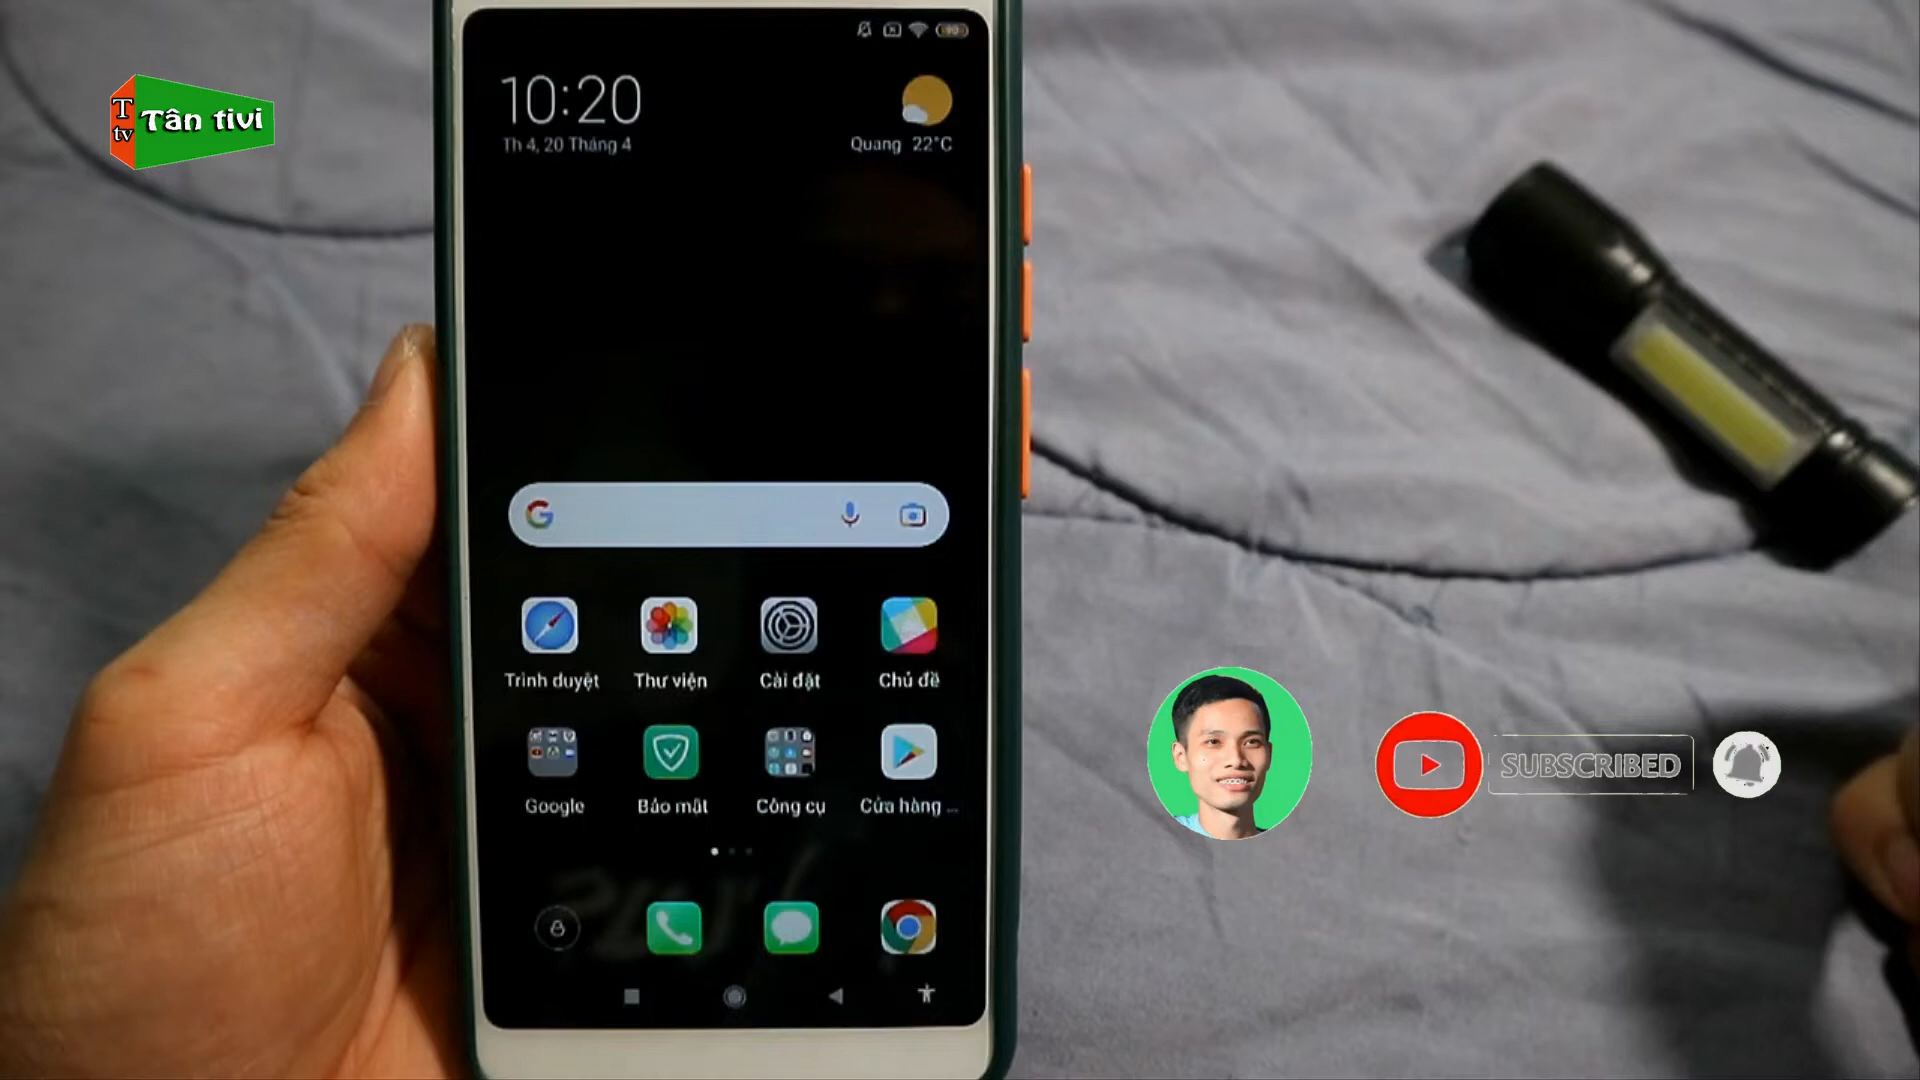 T
tv
Tân tivi
10:20
Th 4, 20 Tháng 4
Quang 22°C
Trình duyệt
Thư viện
Cài đặt
Chủ đề
Google
Bảo mật
Công cụ
Cửa hàng ...
SUBSCRIBED